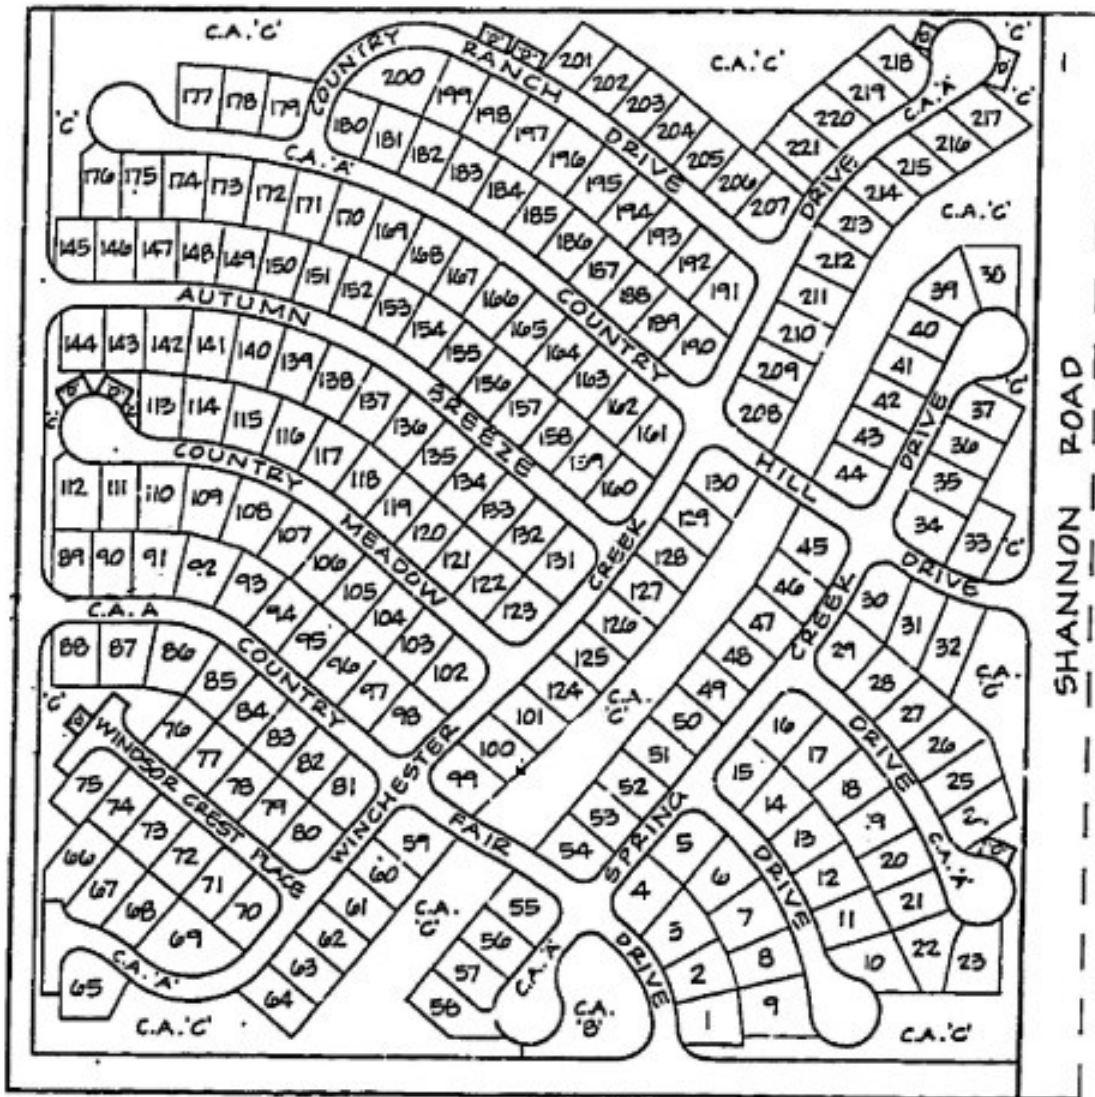 C.A.'C'
'C'
'D' 'D'
201
C.A.'C'
218
'D'
'D'
'C'
COUNTRY
RANCH
DRIVE
200
202
219
C.A.'A'
177 178 179
199
203
220
217
'C'
198
204
221
216
180 181 182
197
205
215
C.A.'A'
183
196
206
214
DRIVE
176 175 174 173 172 171 170 169 168 167 166 165 164 163 162 161
184 185 186 187 188 189 190
195 194 193 192 191
207
213
212
211
210
209
208
C.A.'C'
145 146 147 148 149 150 151 152 153 154 155 156 157 158 159 160
COUNTRY
AUTUMN
BREEZE
38
39
40
41
42
43
44
DRIVE
37
36
35
34
33
'C'
'C'
SHANNON ROAD
144 143 142 141 140 139 138 137 136 135 134 133 132 131
'D' 'D'
'C'
113 114 115 116 117 118 119 120 121 122 123
COUNTRY
MEADOW
CREEK
HILL
DRIVE
130
129
128
127
126
125
124
101
100
99
C.A.
'C'
112 111 110 109 108 107 106 105 104 103 102
89 90 91 92 93 94 95 96 97 98
C.A. A
COUNTRY
45
46
47
48
49
50
51
52
53
54
CREEK
SPRING
30
31
32
29
28
27
26
25
C.A.
'C'
88 87 86 85 84 83 82 81
'C'
'D'
76 77 78 79 80
WINDSOR CREST PLACE
WINCHESTER
FAIR
DRIVE
75 74 73 72 71 70
66 67 68 69
C.A.'A'
65
59
60
61
62
63
64
C.A.
'C'
55
56
57
58
C.A.'A'
C.A.
'B'
16
17
18
19
20
21
22
23
15
14
13
12
11
10
DRIVE
DRIVE
C.A.
'D'
5
6
7
8
9
4
3
2
1
C.A.'C'
C.A.'C'